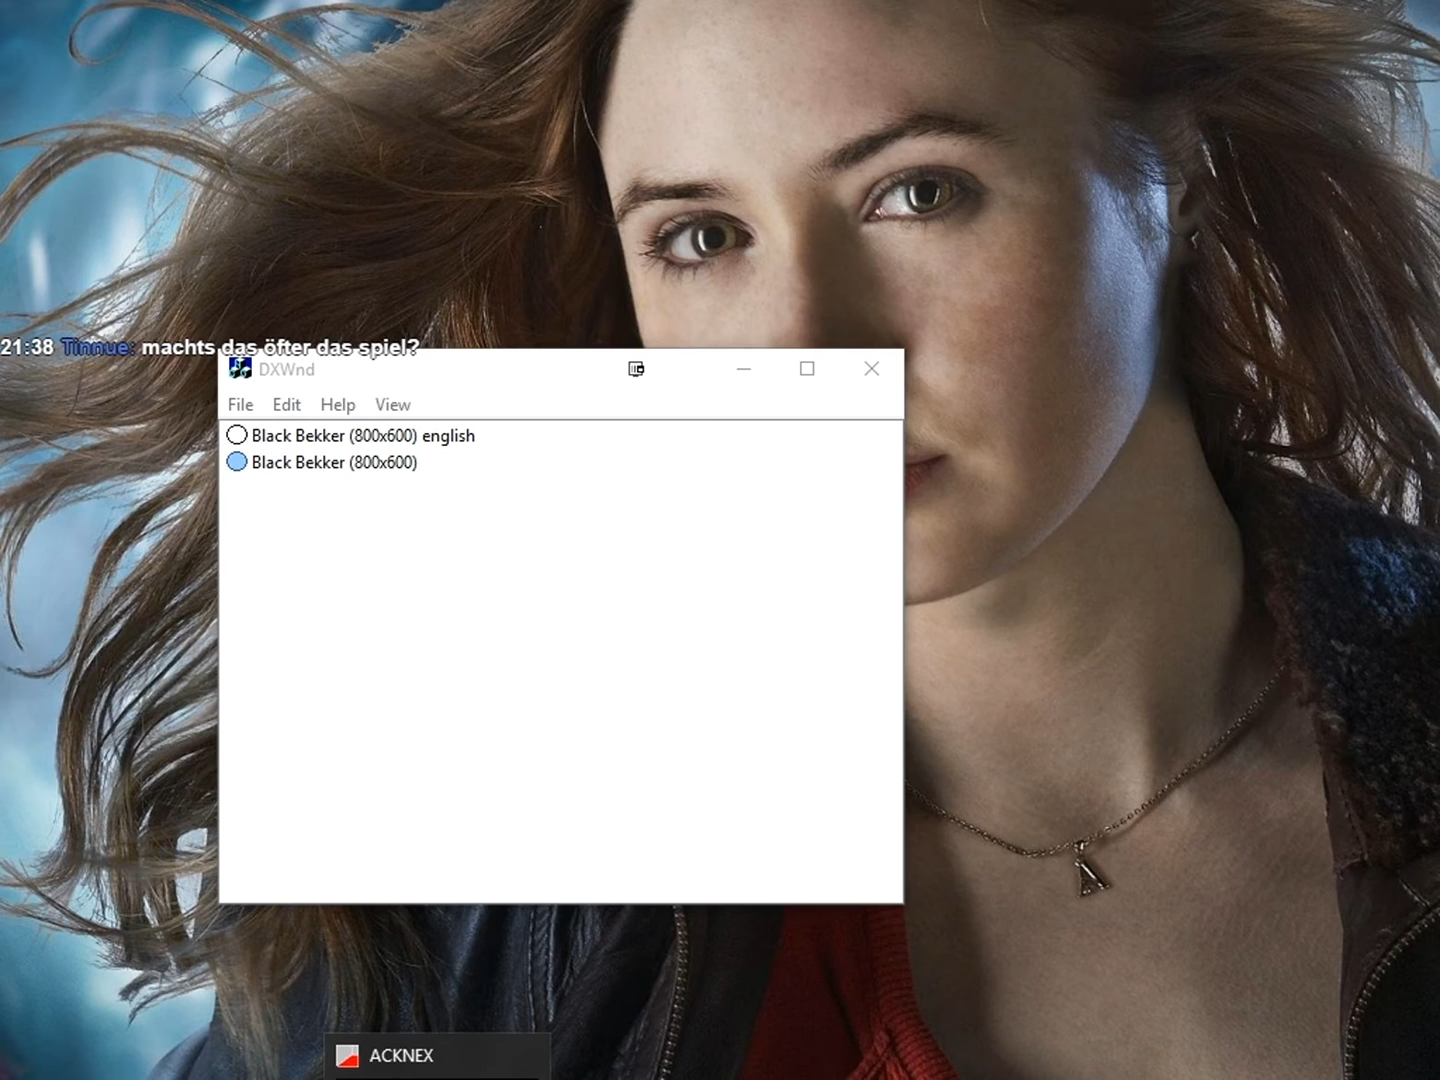 21:38 Tinnue: machts das öfter das spiel?
DXWnd
File Edit Help View
Black Bekker (800x600) english
Black Bekker (800x600)
ACKNEX